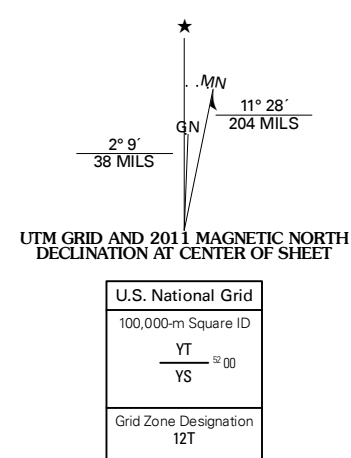 ★
MN
11° 28´
204 MILS
GN
2° 9´
38 MILS
UTM GRID AND 2011 MAGNETIC NORTH
DECLINATION AT CENTER OF SHEET
U.S. National Grid
100,000-m Square ID
YT
52 00
YS
Grid Zone Designation
12T